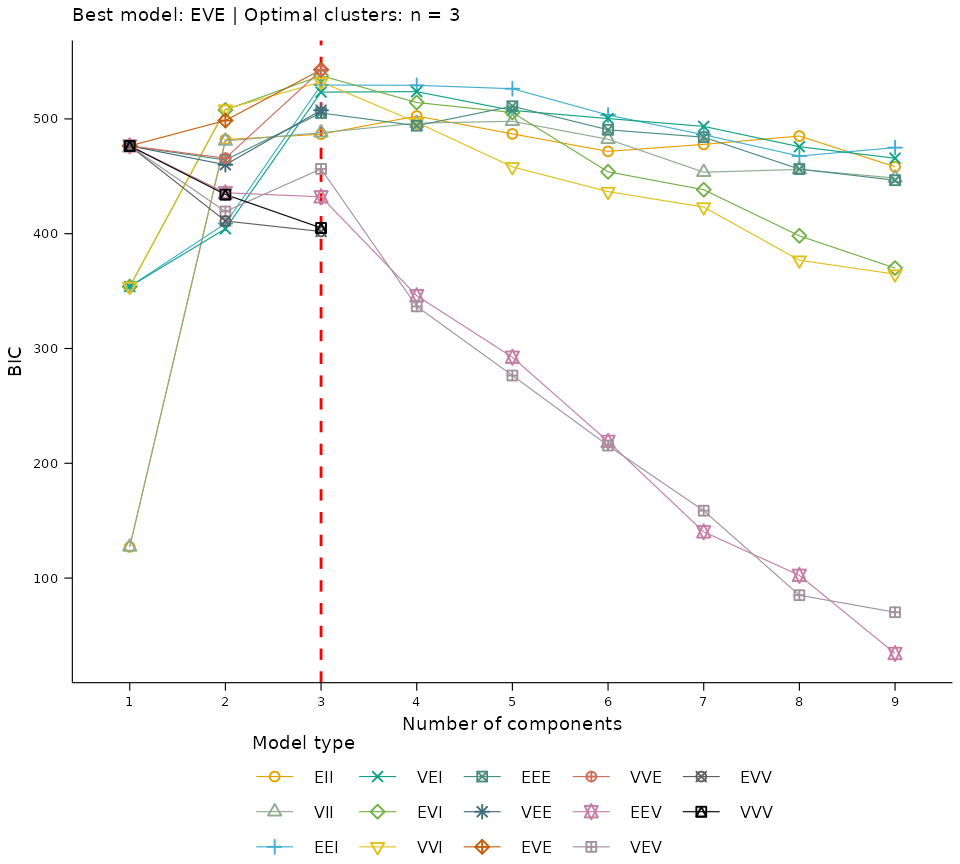 Best model: EVE | Optimal clusters: n = 3
500
400
300
200
100
BIC
1 2 3 4 5 6 7 8 9
Number of components
Model type
EII VEI EEE VVE EVV
VII EVI VEE EEV VVV
EEI VVI EVE VEV